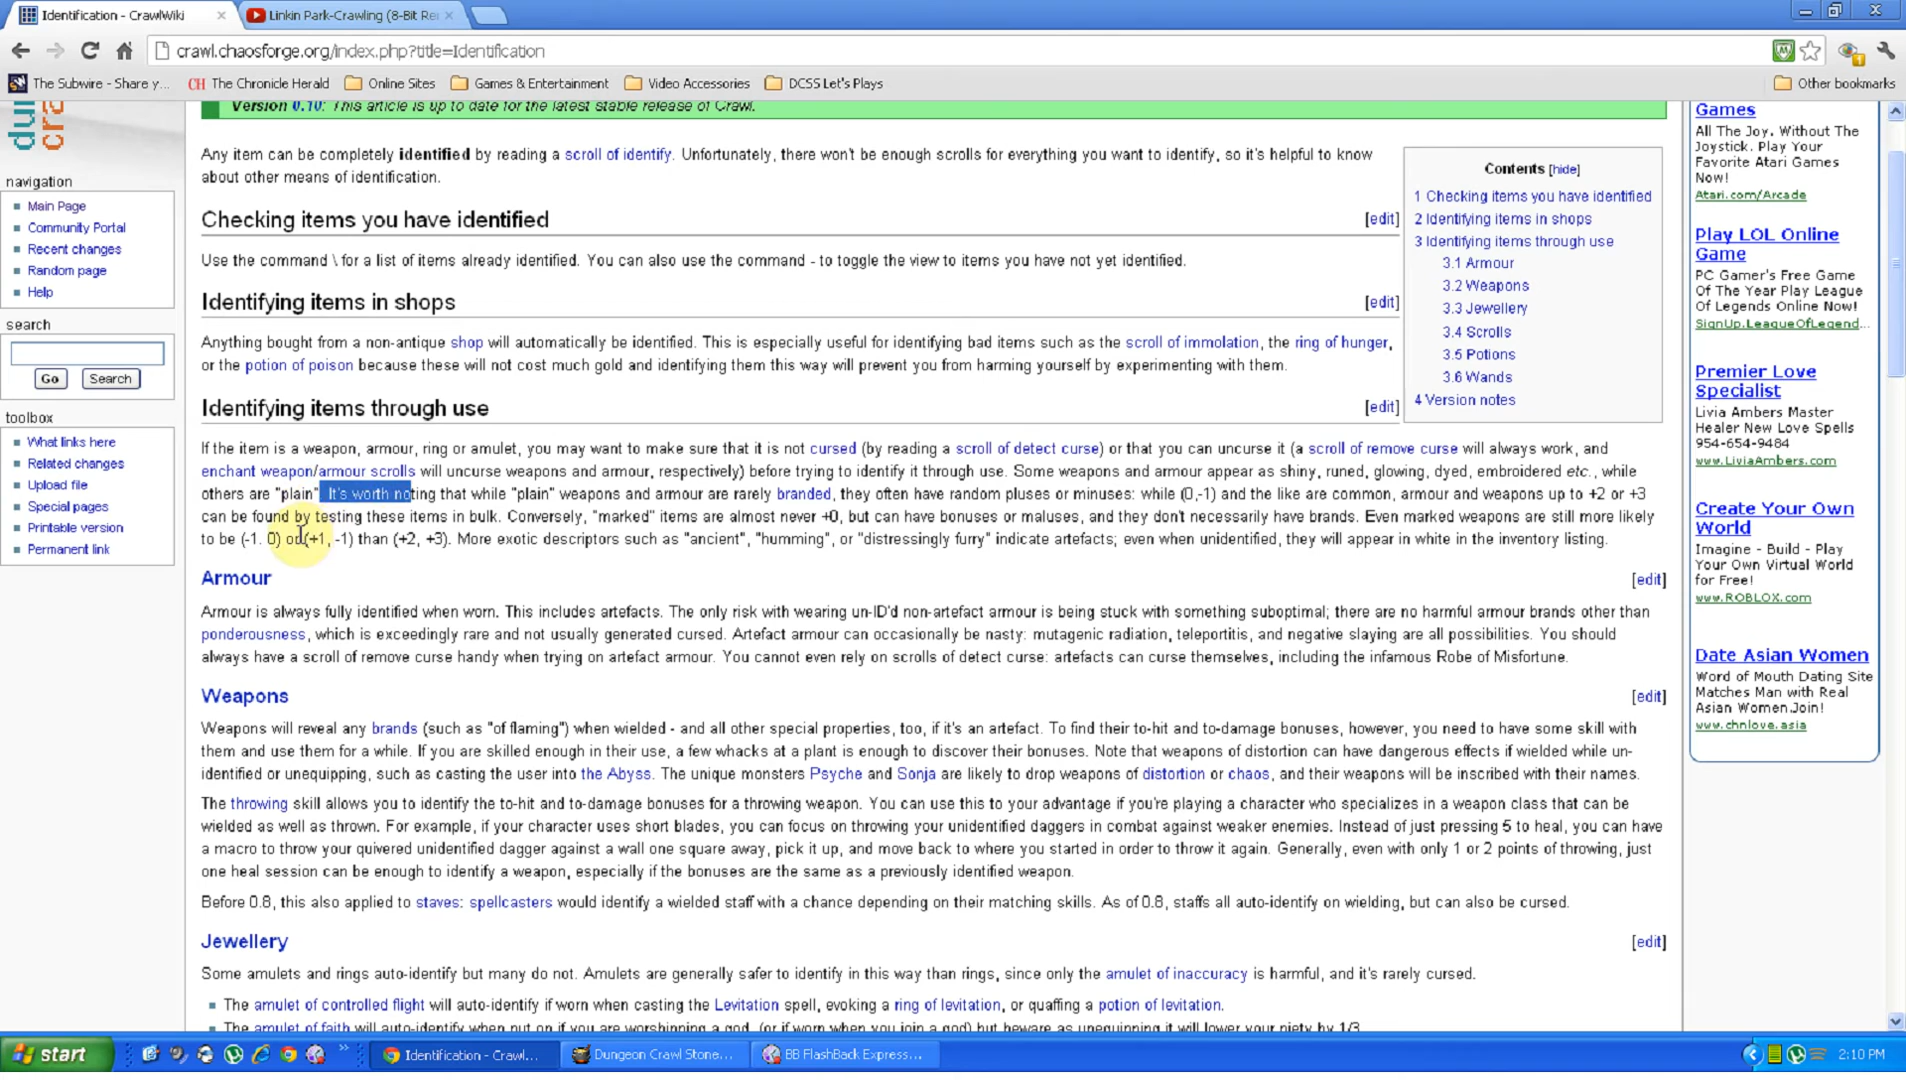 Identification - CrawlWiki
Linkin Park-Crawling (8-Bit Re
crawl.chaosforge.org/index.php?title=Identification
The Subwire - Share y...
CH The Chronicle Herald
Online Sites
Games & Entertainment
Video Accessories
DCSS Let's Plays
Other bookmarks
navigation
Main Page
Community Portal
Recent changes
Random page
Help
search
Go
Search
toolbox
What links here
Related changes
Upload file
Special pages
Printable version
Permanent link
Version 0.10: This article is up to date for the latest stable release of Crawl.
Any item can be completely identified by reading a scroll of identify. Unfortunately, there won't be enough scrolls for everything you want to identify, so it's helpful to know
about other means of identification.
Contents [hide]
1 Checking items you have identified
2 Identifying items in shops
3 Identifying items through use
3.1 Armour
3.2 Weapons
3.3 Jewellery
3.4 Scrolls
3.5 Potions
3.6 Wands
4 Version notes
Checking items you have identified
[edit]
Use the command \ for a list of items already identified. You can also use the command - to toggle the view to items you have not yet identified.
Identifying items in shops
[edit]
Anything bought from a non-antique shop will automatically be identified. This is especially useful for identifying bad items such as the scroll of immolation, the ring of hunger,
or the potion of poison because these will not cost much gold and identifying them this way will prevent you from harming yourself by experimenting with them.
Identifying items through use
[edit]
If the item is a weapon, armour, ring or amulet, you may want to make sure that it is not cursed (by reading a scroll of detect curse) or that you can uncurse it (a scroll of remove curse will always work, and
enchant weapon/armour scrolls will uncurse weapons and armour, respectively) before trying to identify it through use. Some weapons and armour appear as shiny, runed, glowing, dyed, embroidered etc., while
others are "plain". It's worth noting that while "plain" weapons and armour are rarely branded, they often have random pluses or minuses: while (0,-1) and the like are common, armour and weapons up to +2 or +3
can be found by testing these items in bulk. Conversely, "marked" items are almost never +0, but can have bonuses or maluses, and they don't necessarily have brands. Even marked weapons are still more likely
to be (-1. 0) or (+1, -1) than (+2, +3). More exotic descriptors such as "ancient", "humming", or "distressingly furry" indicate artefacts; even when unidentified, they will appear in white in the inventory listing.
Armour
[edit]
Armour is always fully identified when worn. This includes artefacts. The only risk with wearing un-ID'd non-artefact armour is being stuck with something suboptimal; there are no harmful armour brands other than
ponderousness, which is exceedingly rare and not usually generated cursed. Artefact armour can occasionally be nasty: mutagenic radiation, teleportitis, and negative slaying are all possibilities. You should
always have a scroll of remove curse handy when trying on artefact armour. You cannot even rely on scrolls of detect curse: artefacts can curse themselves, including the infamous Robe of Misfortune.
Weapons
[edit]
Weapons will reveal any brands (such as "of flaming") when wielded - and all other special properties, too, if it's an artefact. To find their to-hit and to-damage bonuses, however, you need to have some skill with
them and use them for a while. If you are skilled enough in their use, a few whacks at a plant is enough to discover their bonuses. Note that weapons of distortion can have dangerous effects if wielded while un-
identified or unequipping, such as casting the user into the Abyss. The unique monsters Psyche and Sonja are likely to drop weapons of distortion or chaos, and their weapons will be inscribed with their names.
The throwing skill allows you to identify the to-hit and to-damage bonuses for a throwing weapon. You can use this to your advantage if you're playing a character who specializes in a weapon class that can be
wielded as well as thrown. For example, if your character uses short blades, you can focus on throwing your unidentified daggers in combat against weaker enemies. Instead of just pressing 5 to heal, you can have
a macro to throw your quivered unidentified dagger against a wall one square away, pick it up, and move back to where you started in order to throw it again. Generally, even with only 1 or 2 points of throwing, just
one heal session can be enough to identify a weapon, especially if the bonuses are the same as a previously identified weapon.
Before 0.8, this also applied to staves: spellcasters would identify a wielded staff with a chance depending on their matching skills. As of 0.8, staffs all auto-identify on wielding, but can also be cursed.
Jewellery
[edit]
Some amulets and rings auto-identify but many do not. Amulets are generally safer to identify in this way than rings, since only the amulet of inaccuracy is harmful, and it's rarely cursed.
The amulet of controlled flight will auto-identify if worn when casting the Levitation spell, evoking a ring of levitation, or quaffing a potion of levitation.
The amulet of faith will auto-identify when put on if you are worshipping a god, (or if worn when you join a god) but beware as unequipping it will lower your piety by 1/3.
Games
All The Joy. Without The
Joystick. Play Your
Favorite Atari Games
Now!
Atari.com/Arcade
Play LOL Online
Game
PC Gamer's Free Game
Of The Year Play League
Of Legends Online Now!
SignUp.LeagueOfLegend...
Premier Love
Specialist
Livia Ambers Master
Healer New Love Spells
954-654-9484
www.LiviaAmbers.com
Create Your Own
World
Imagine - Build - Play
Your Own Virtual World
for Free!
www.ROBLOX.com
Date Asian Women
Word of Mouth Dating Site
Matches Man with Real
Asian Women.Join!
www.chnlove.asia
start
Identification - Crawl...
Dungeon Crawl Stone...
BB FlashBack Express...
2:10 PM